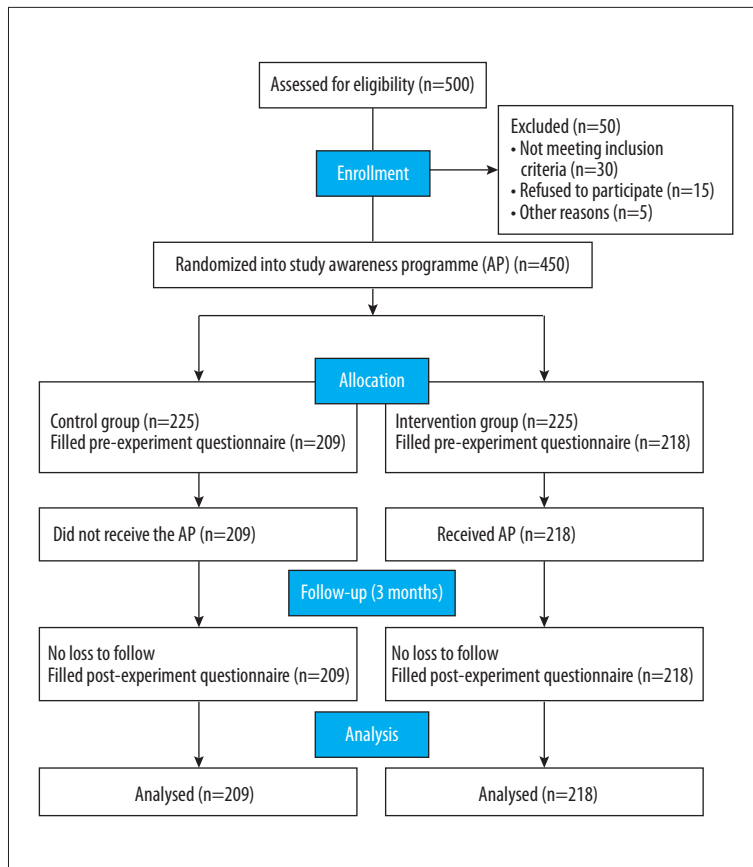 Assessed for eligibility (n=500)
Excluded (n=50)
• Not meeting inclusion
criteria (n=30)
• Refused to participate (n=15)
• Other reasons (n=5)
Enrollment
Randomized into study awareness programme (AP) (n=450)
Allocation
Control group (n=225)
Filled pre-experiment questionnaire (n=209)
Intervention group (n=225)
Filled pre-experiment questionnaire (n=218)
Did not receive the AP (n=209)
Received AP (n=218)
Follow-up (3 months)
No loss to follow
Filled post-experiment questionnaire (n=209)
No loss to follow
Filled post-experiment questionnaire (n=218)
Analysis
Analysed (n=209)
Analysed (n=218)